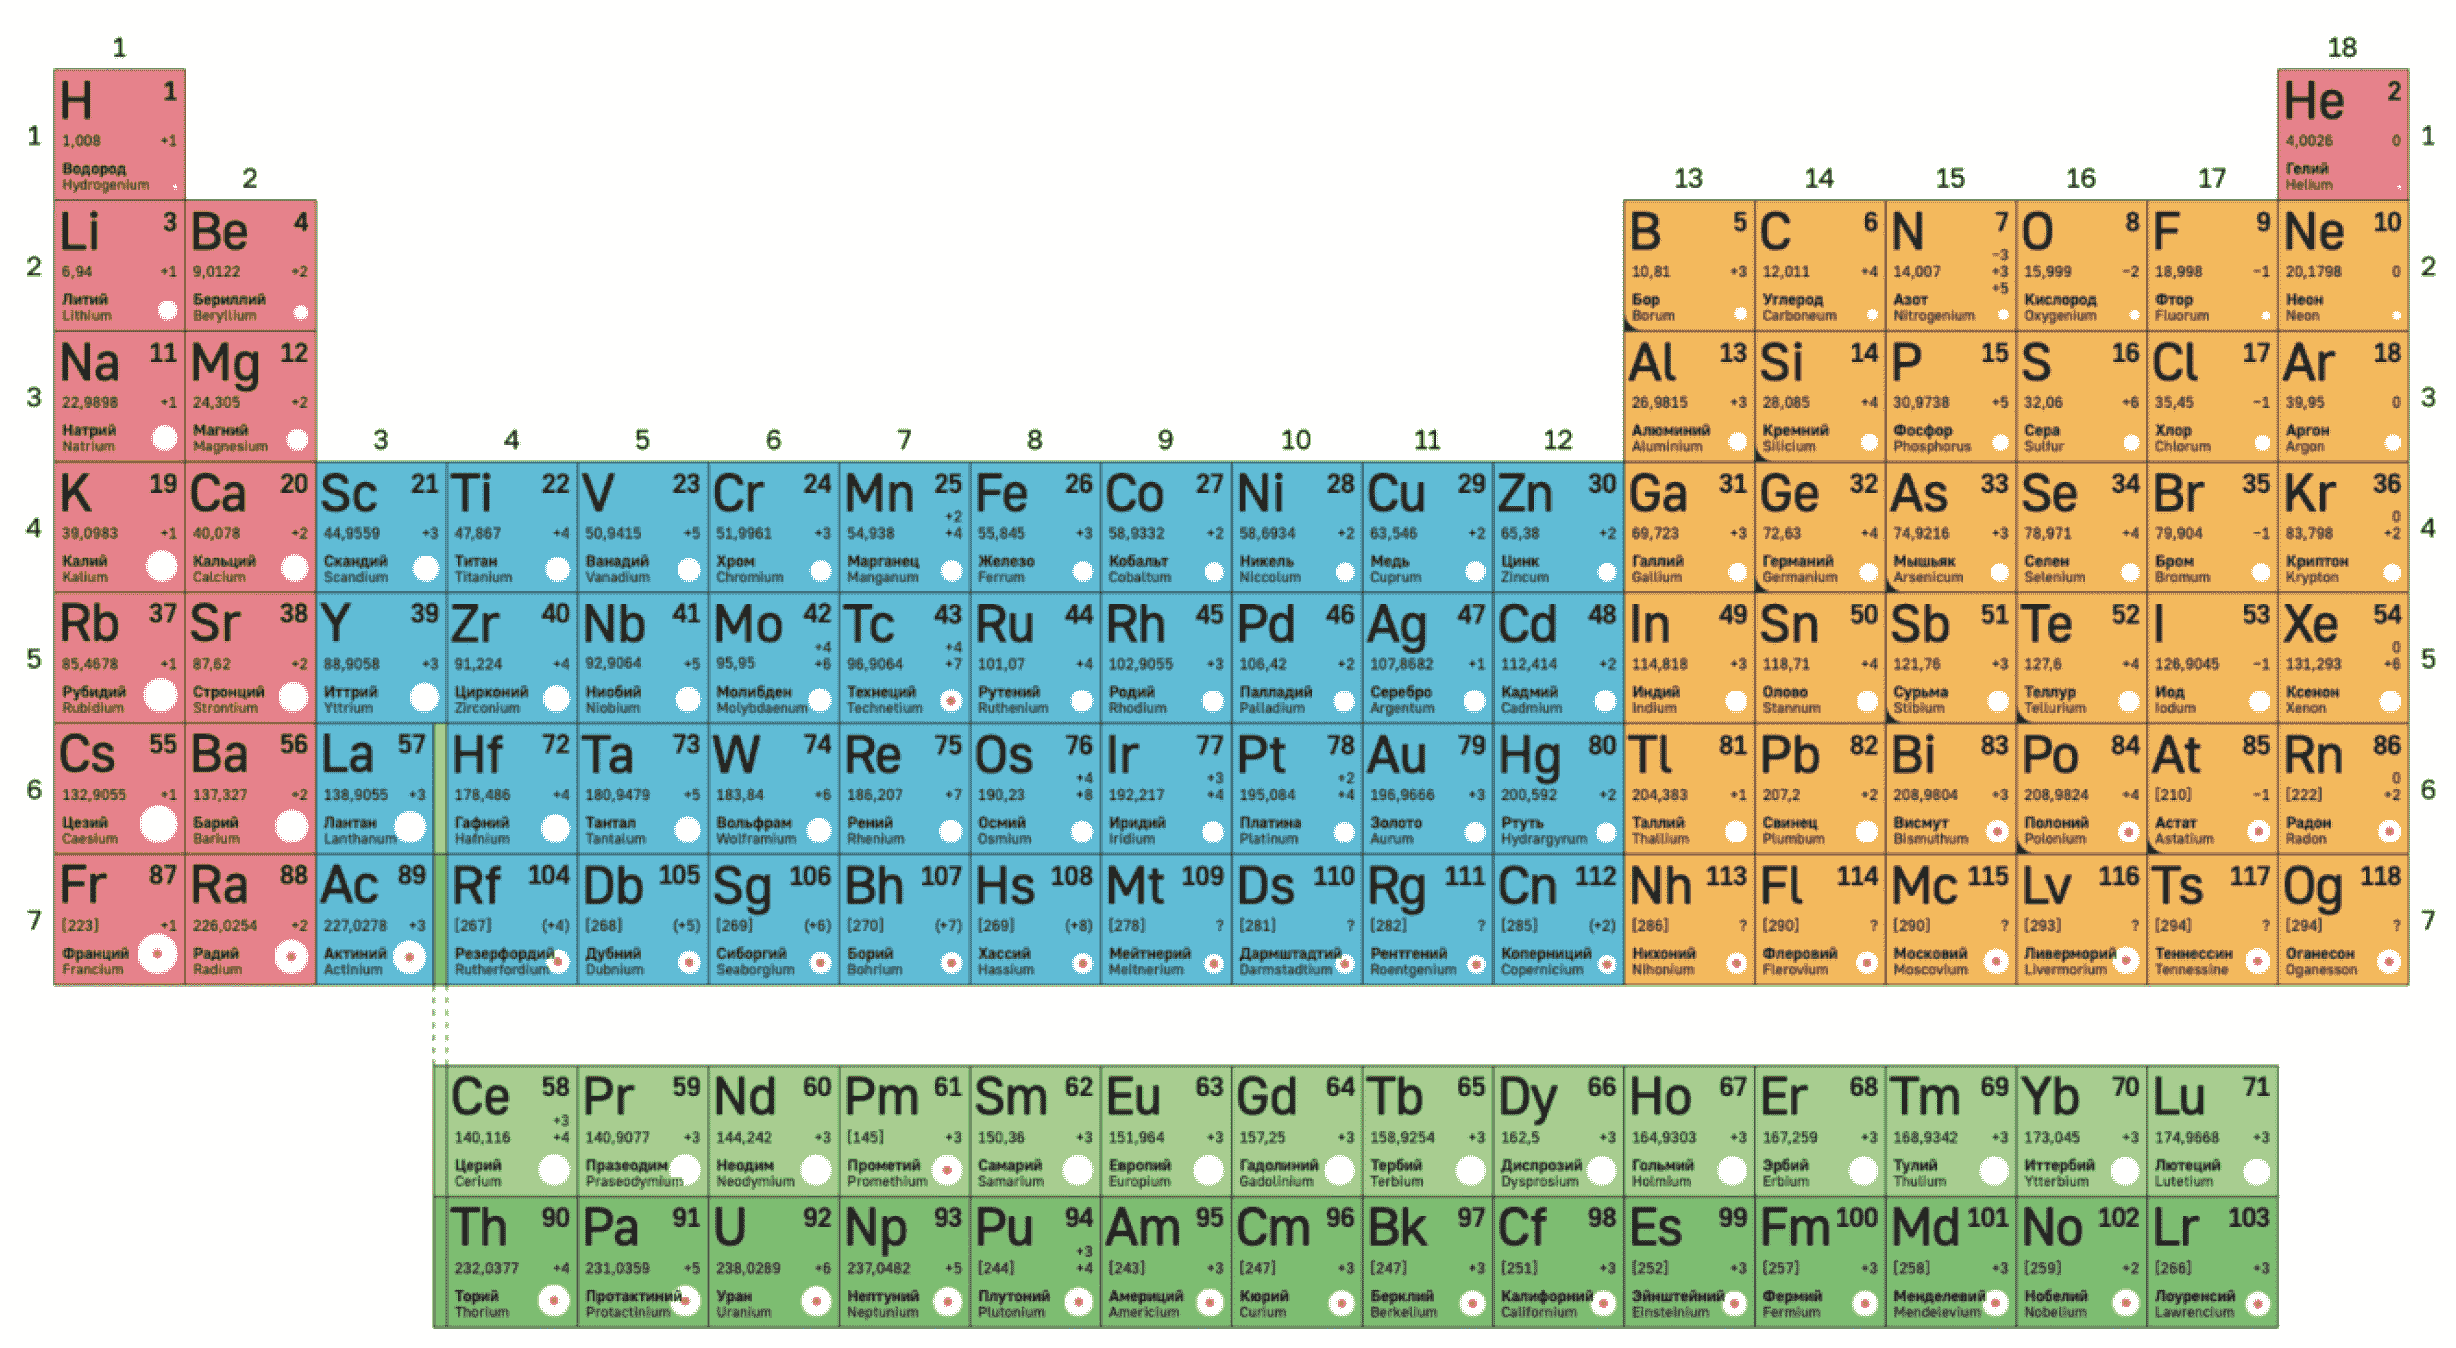 1 18
H 1 He 2
1 1,008 +1 4,0026 0 1
Водород Гелий
Hydrogenium Helium
2 13 14 15 16 17
Li 3 Be 4 B 5 C 6 N 7 O 8 F 9 Ne 10
−3
2 6,94 +1 9,0122 +2 10,81 +3 12,011 +4 14,007 +3 15,999 −2 18,998 −1 20,1798 0 2
+5
Литий Бериллий Бор Углерод Азот Кислород Фтор Неон
Lithium Beryllium Borum Carboneum Nitrogenium Oxygenium Fluorum Neon
Na 11 Mg 12 Al 13 Si 14 P 15 S 16 Cl 17 Ar 18
3 22,9898 +1 24,305 +2 26,9815 +3 28,085 +4 30,9738 +5 32,06 +6 35,45 −1 39,95 0 3
Натрий Магний Алюминий Кремний Фосфор Сера Хлор Аргон
Natrium Magnesium Aluminium Silicium Phosphorus Sulfur Chlorum Argon
3 4 5 6 7 8 9 10 11 12
K 19 Ca 20 Sc 21 Ti 22 V 23 Cr 24 Mn 25 Fe 26 Co 27 Ni 28 Cu 29 Zn 30 Ga 31 Ge 32 As 33 Se 34 Br 35 Kr 36
+2 0
4 39,0983 +1 40,078 +2 44,9559 +3 47,867 +4 50,9415 +5 51,9961 +3 54,938 +4 55,845 +3 58,9332 +2 58,6934 +2 63,546 +2 65,38 +2 69,723 +3 72,63 +4 74,9216 +3 78,971 +4 79,904 −1 83,798 +2 4
Калий Кальций Скандий Титан Ванадий Хром Марганец Железо Кобальт Никель Медь Цинк Галлий Германий Мышьяк Селен Бром Криптон
Kalium Calcium Scandium Titanium Vanadium Chromium Manganum Ferrum Cobaltum Niccolum Cuprum Zincum Gallium Germanium Arsenicum Selenium Bromum Krypton
Rb 37 Sr 38 Y 39 Zr 40 Nb 41 Mo 42 Tc 43 Ru 44 Rh 45 Pd 46 Ag 47 Cd 48 In 49 Sn 50 Sb 51 Te 52 I 53 Xe 54
+4 +4 0
5 85,4678 +1 87,62 +2 88,9058 +3 91,224 +4 92,9064 +5 95,95 +6 96,9064 +7 101,07 +4 102,9055 +3 106,42 +2 107,8682 +1 112,414 +2 114,818 +3 118,71 +4 121,76 +3 127,6 +4 126,9045 −1 131,293 +6 5
Рубидий Стронций Иттрий Цирконий Ниобий Молибден Технеций Рутений Родий Палладий Серебро Кадмий Индий Олово Сурьма Теллур Иод Ксенон
Rubidium Strontium Yttrium Zirconium Niobium Molybdaenum Technetium Ruthenium Rhodium Palladium Argentum Cadmium Indium Stannum Stibium Tellurium Iodum Xenon
Cs 55 Ba 56 La 57 Hf 72 Ta 73 W 74 Re 75 Os 76 Ir 77 Pt 78 Au 79 Hg 80 Tl 81 Pb 82 Bi 83 Po 84 At 85 Rn 86
+4 +3 +2 0
6 132,9055 +1 137,327 +2 138,9055 +3 178,486 +4 180,9479 +5 183,84 +6 186,207 +7 190,23 +8 192,217 +4 195,084 +4 196,9666 +3 200,592 +2 204,383 +1 207,2 +2 208,9804 +3 208,9824 +4 [210] −1 [222] +2 6
Цезий Барий Лантан Гафний Тантал Вольфрам Рений Осмий Иридий Платина Золото Ртуть Таллий Свинец Висмут Полоний Астат Радон
Caesium Barium Lanthanum Hafnium Tantalum Wolframium Rhenium Osmium Iridium Platinum Aurum Hydrargyrum Thallium Plumbum Bismuthum Polonium Astatium Radon
Fr 87 Ra 88 Ac 89 Rf 104 Db 105 Sg 106 Bh 107 Hs 108 Mt 109 Ds 110 Rg 111 Cn 112 Nh 113 Fl 114 Mc 115 Lv 116 Ts 117 Og 118
7 [223] +1 226,0254 +2 227,0278 +3 [267] (+4) [268] (+5) [269] (+6) [270] (+7) [269] (+8) [278] ? [281] ? [282] ? [285] (+2) [286] ? [290] ? [290] ? [293] ? [294] ? [294] ? 7
Франций Радий Актиний Резерфордий Дубний Сиборгий Борий Хассий Мейтнерий Дармштадтий Рентгений Коперниций Нихоний Флеровий Московий Ливерморий Теннессин Оганесон
Francium Radium Actinium Rutherfordium Dubnium Seaborgium Bohrium Hassium Meitnerium Darmstadtium Roentgenium Copernicium Nihonium Flerovium Moscovium Livermorium Tennessine Oganesson
Ce 58 Pr 59 Nd 60 Pm 61 Sm 62 Eu 63 Gd 64 Tb 65 Dy 66 Ho 67 Er 68 Tm 69 Yb 70 Lu 71
+3
140,116 +4 140,9077 +3 144,242 +3 [145] +3 150,36 +3 151,964 +3 157,25 +3 158,9254 +3 162,5 +3 164,9303 +3 167,259 +3 168,9342 +3 173,045 +3 174,9668 +3
Церий Празеодим Неодим Прометий Самарий Европий Гадолиний Тербий Диспрозий Гольмий Эрбий Тулий Иттербий Лютеций
Cerium Praseodymium Neodymium Promethium Samarium Europium Gadolinium Terbium Dysprosium Holmium Erbium Thulium Ytterbium Lutetium
Th 90 Pa 91 U 92 Np 93 Pu 94 Am 95 Cm 96 Bk 97 Cf 98 Es 99 Fm 100 Md 101 No 102 Lr 103
+3
232,0377 +4 231,0359 +5 238,0289 +6 237,0482 +5 [244] +4 [243] +3 [247] +3 [247] +3 [251] +3 [252] +3 [257] +3 [258] +3 [259] +2 [266] +3
Торий Протактиний Уран Нептуний Плутоний Америций Кюрий Берклий Калифорний Эйнштейний Фермий Менделевий Нобелий Лоуренсий
Thorium Protactinium Uranium Neptunium Plutonium Americium Curium Berkelium Californium Einsteinium Fermium Mendelevium Nobelium Lawrencium